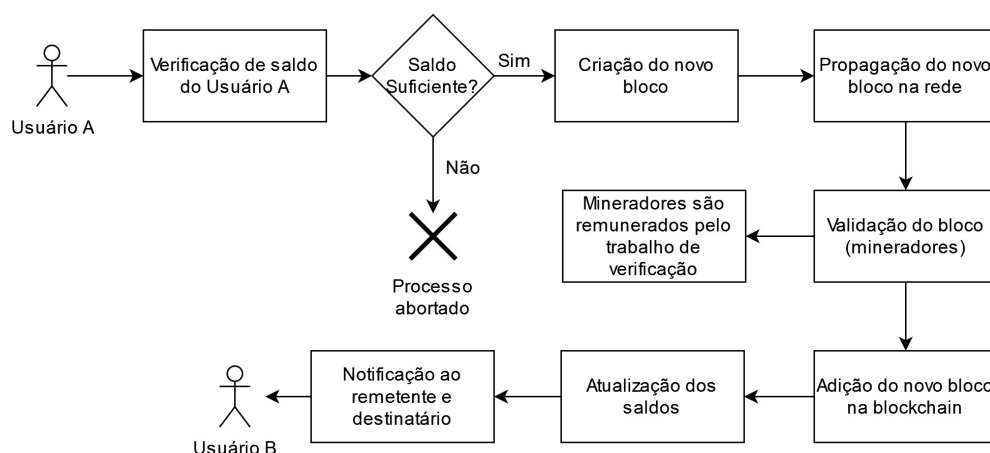 Usuário A
Verificação de saldo
do Usuário A
Saldo
Suficiente?
Sim
Não
Processo
abortado
Criação do novo
bloco
Propagação do novo
bloco na rede
Validação do bloco
(mineradores)
Mineradores são
remunerados pelo
trabalho de
verificação
Adição do novo bloco
na blockchain
Atualização dos
saldos
Notificação ao
remetente e
destinatário
Usuário B